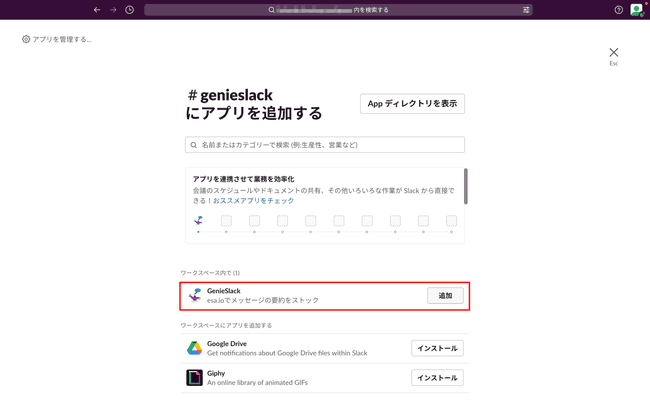 内を検索する
アプリを管理する...
Esc
#genieslack
にアプリを追加する
App ディレクトリを表示
名前またはカテゴリーで検索 (例:生産性、営業など)
アプリを連携させて業務を効率化
会議のスケジュールやドキュメントの共有、その他いろいろな作業が Slack から直接で
きる！おススメアプリをチェック
ワークスペース内で (1)
GenieSlack
esa.ioでメッセージの要約をストック
追加
ワークスペースにアプリを追加する
Google Drive
Get notifications about Google Drive files within Slack
インストール
Giphy
An online library of animated GIFs
インストール